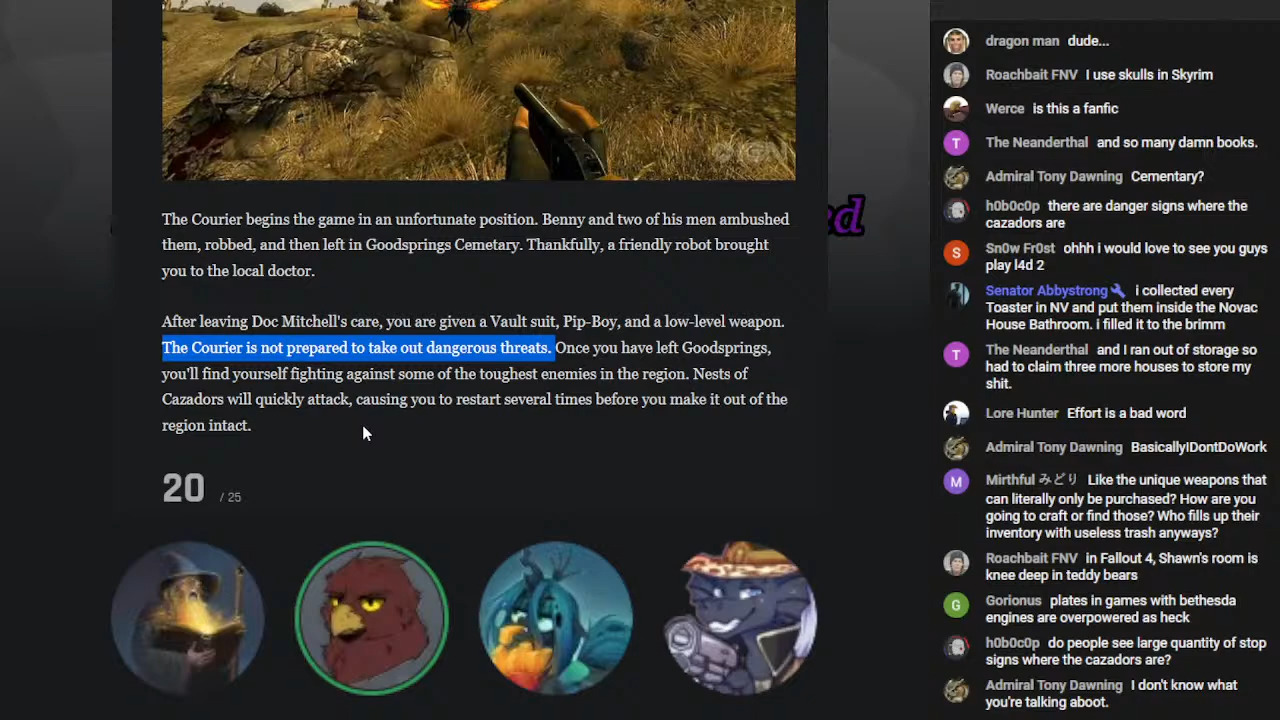 The Courier begins the game in an unfortunate position. Benny and two of his men ambushed
them, robbed, and then left in Goodsprings Cemetary. Thankfully, a friendly robot brought
you to the local doctor.
After leaving Doc Mitchell's care, you are given a Vault suit, Pip-Boy, and a low-level weapon.
The Courier is not prepared to take out dangerous threats. Once you have left Goodsprings,
you'll find yourself fighting against some of the toughest enemies in the region. Nests of
Cazadors will quickly attack, causing you to restart several times before you make it out of the
region intact.
20 / 25
ed
dragon man dude...
Roachbait FNV I use skulls in Skyrim
Werce is this a fanfic
T
The Neanderthal and so many damn books.
Admiral Tony Dawning Cementary?
h0b0c0p there are danger signs where the
cazadors are
S
Sn0w Fr0st ohhh i would love to see you guys
play l4d 2
Senator Abbystrong i collected every
Toaster in NV and put them inside the Novac
House Bathroom. i filled it to the brimm
T
The Neanderthal and I ran out of storage so
had to claim three more houses to store my
shit.
Lore Hunter Effort is a bad word
Admiral Tony Dawning BasicallyIDontDoWork
M
Mirthful みどり Like the unique weapons that
can literally only be purchased? How are you
going to craft or find those? Who fills up their
inventory with useless trash anyways?
Roachbait FNV in Fallout 4, Shawn's room is
knee deep in teddy bears
G
Gorionus plates in games with bethesda
engines are overpowered as heck
h0b0c0p do people see large quantity of stop
signs where the cazadors are?
Admiral Tony Dawning I don't know what
you're talking aboot.